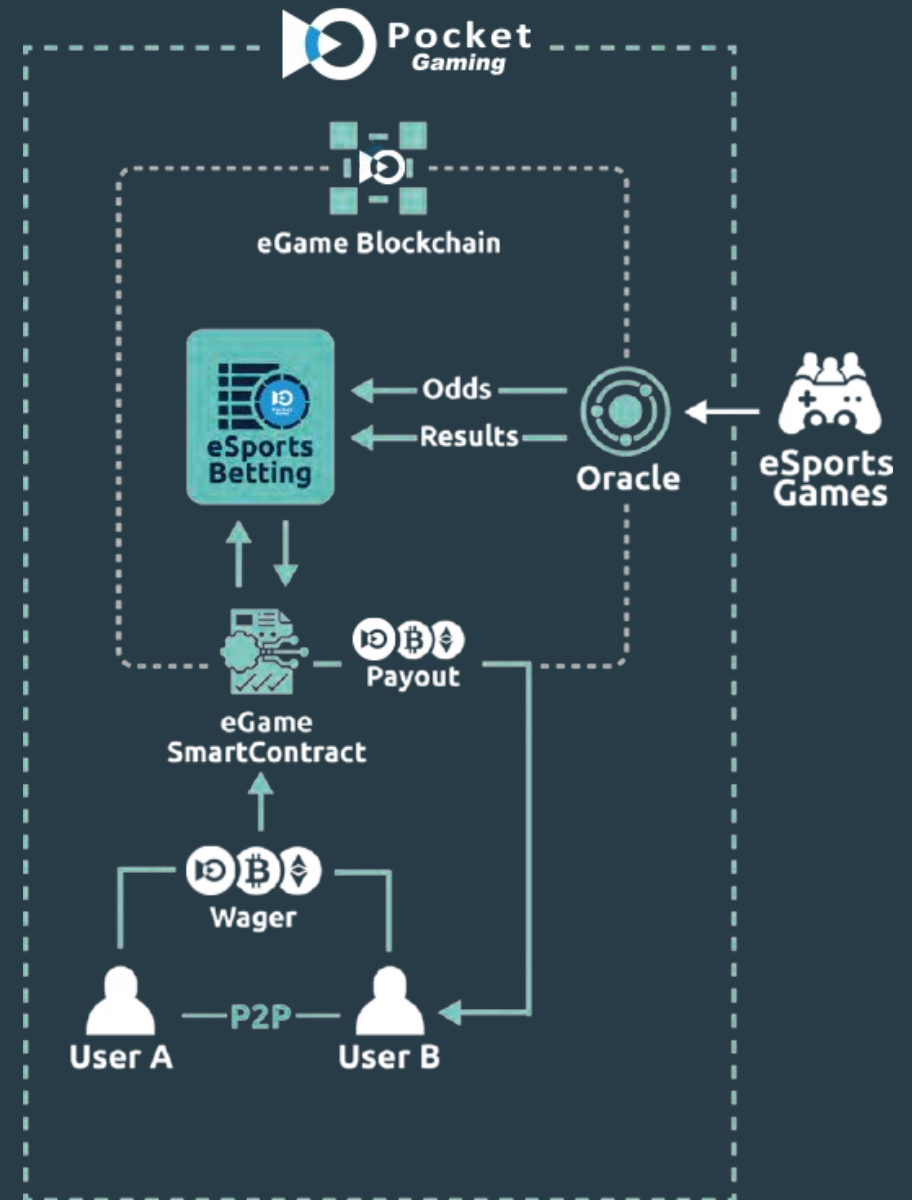 Pocket
Gaming
eGame Blockchain
eSports
Betting
Odds
Results
Oracle
eSports
Games
Payout
eGame
SmartContract
Wager
P2P
User A
User B